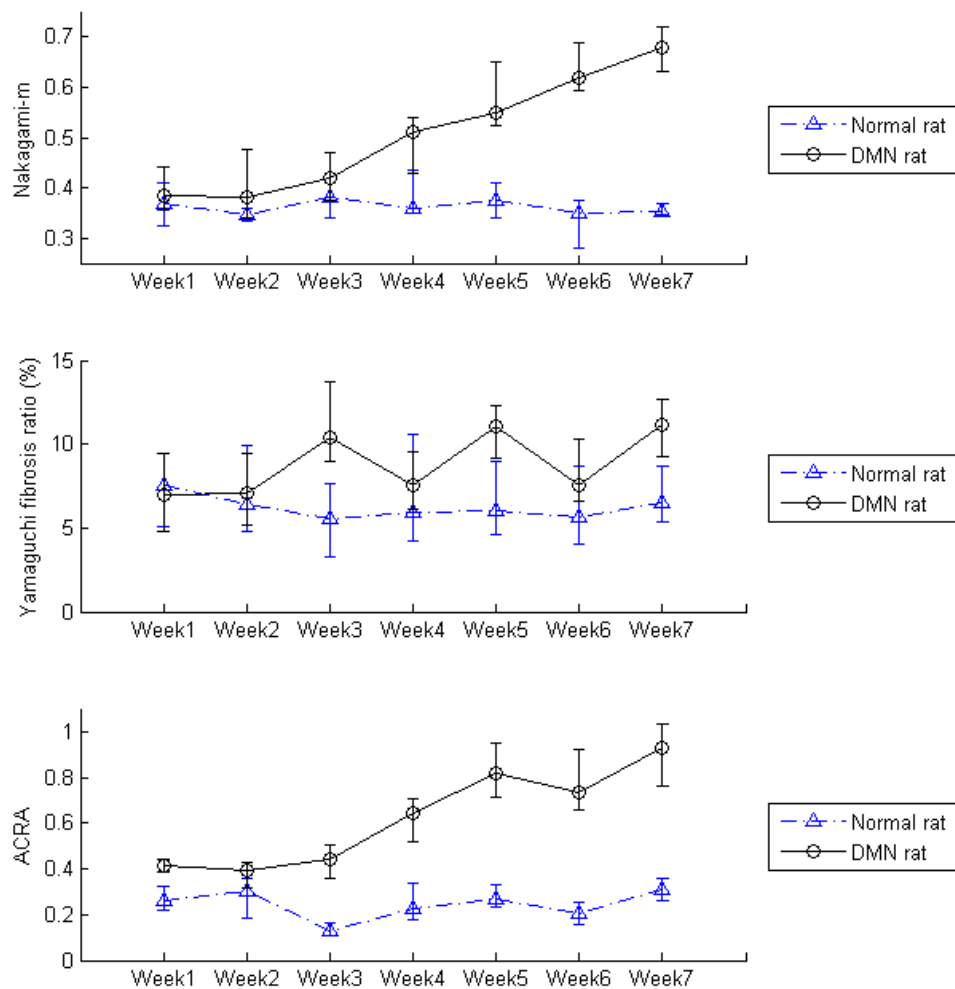 0.7
0.6
0.5
0.4
0.3
Nakagami-m
Week1 Week2 Week3 Week4 Week5 Week6 Week7
Normal rat
DMN rat
15
10
5
0
Yamaguchi fibrosis ratio (%)
Week1 Week2 Week3 Week4 Week5 Week6 Week7
Normal rat
DMN rat
1
0.8
0.6
0.4
0.2
0
ACRA
Week1 Week2 Week3 Week4 Week5 Week6 Week7
Normal rat
DMN rat